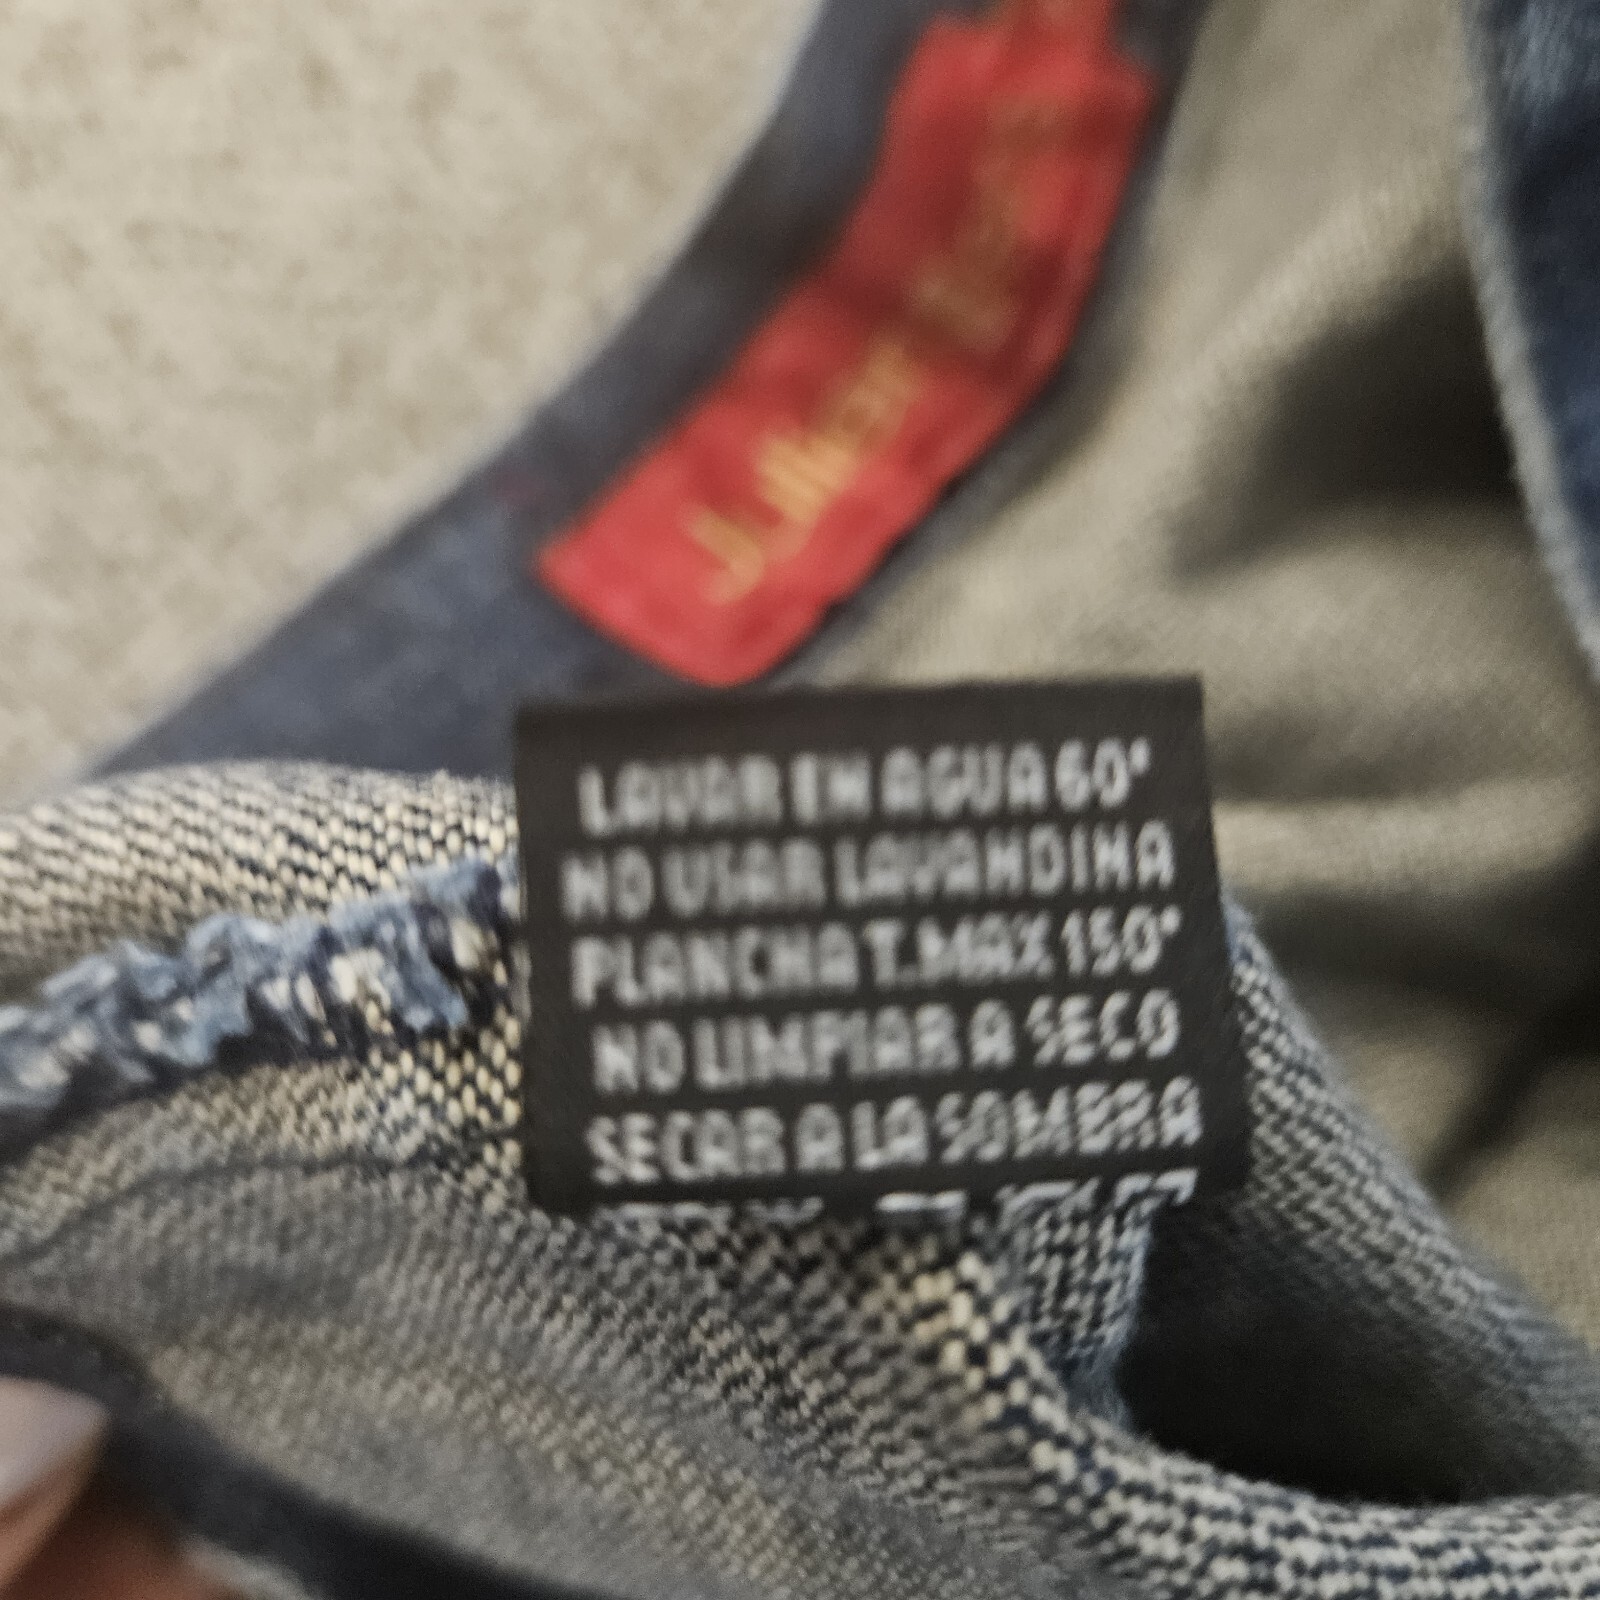 LAVAR EN AGUA 60°
NO USAR LAVANDINA
PLANCHA T.MAX 150°
NO LIMPIAR A SECO
SECAR A LA SOMBRA